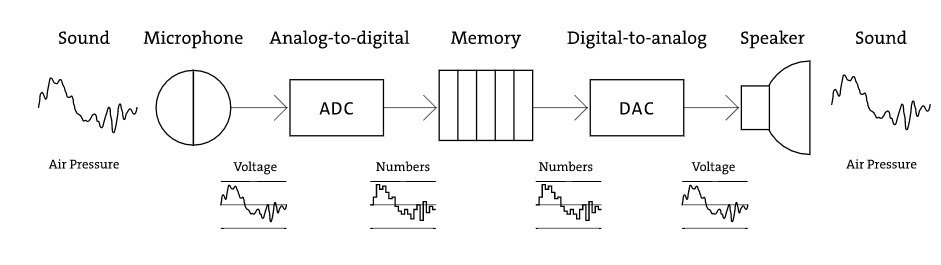 Sound
Microphone
Analog-to-digital
Memory
Digital-to-analog
Speaker
Sound
ADC
DAC
Air Pressure
Voltage
Numbers
Numbers
Voltage
Air Pressure